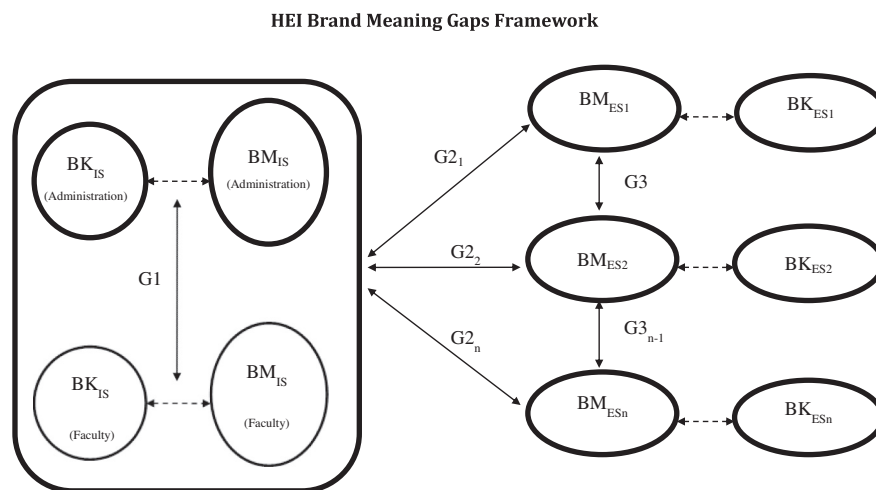 HEI Brand Meaning Gaps Framework
BK_IS
(Administration)
BM_IS
(Administration)
G1
BK_IS
(Faculty)
BM_IS
(Faculty)
G2_1
G2_2
G2_n
BM_ES1
BK_ES1
G3
BM_ES2
BK_ES2
G3_n-1
BM_ESn
BK_ESn